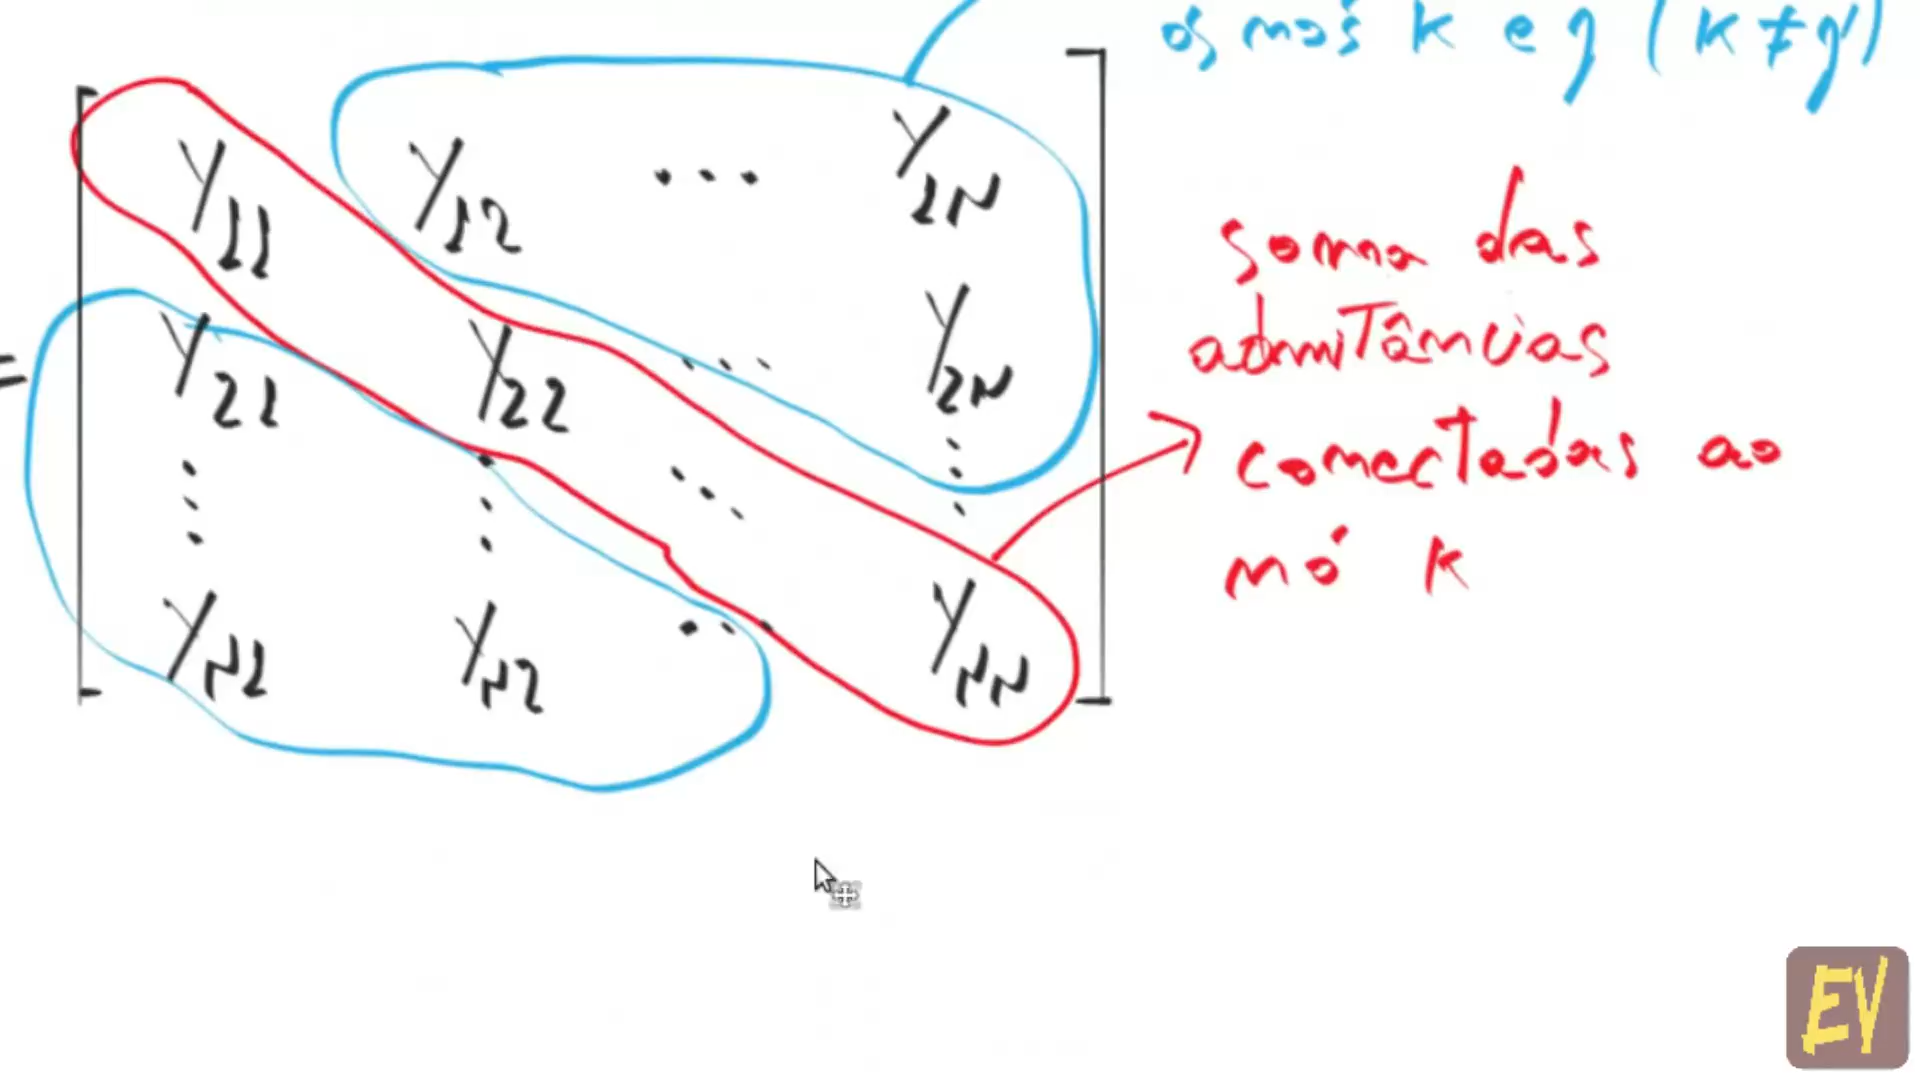 os nós k e j (k ≠ j)
= [ Y11 Y12 ... Y1N
Y21 Y22 ... Y2N
⋮ ⋮ ⋱ ⋮
YN1 YN2 ... YNN ]
soma das
admitâncias
conectadas ao
nó k
EV